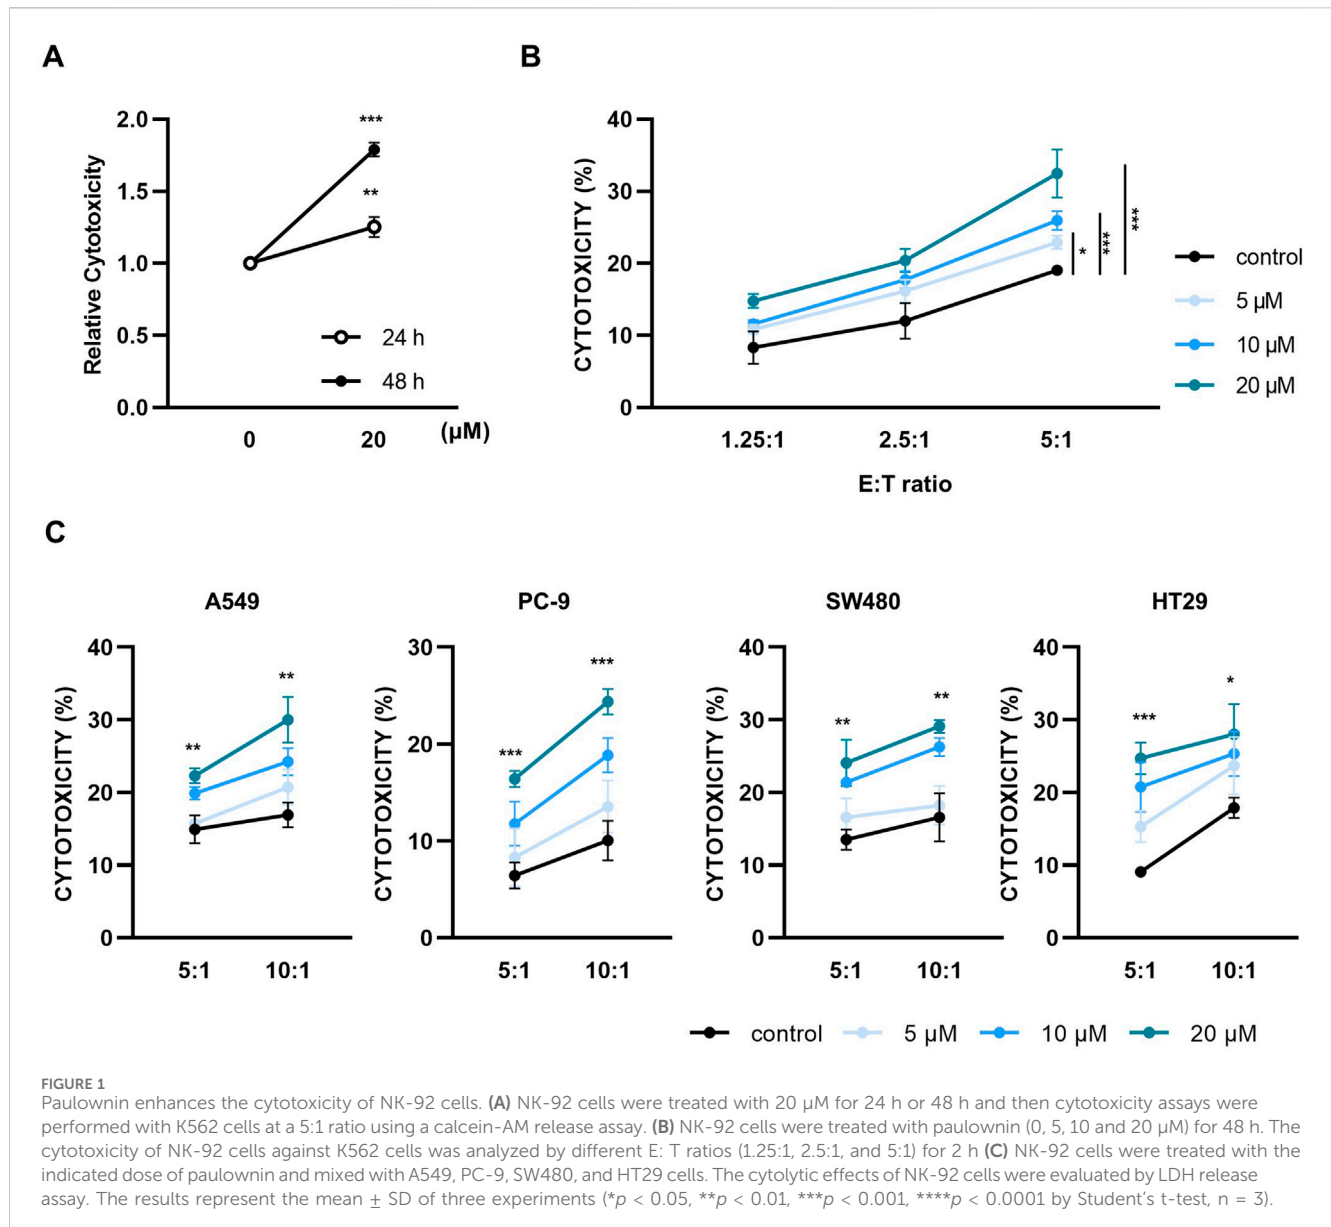 A
B
2.0
1.5
1.0
0.5
0.0
Relative Cytotoxicity
***
**
24 h
48 h
0
20
(µM)
40
30
20
10
0
CYTOTOXICITY (%)
*
***
***
control
5 µM
10 µM
20 µM
1.25:1
2.5:1
5:1
E:T ratio
C
A549
PC-9
SW480
HT29
40
30
20
10
0
CYTOTOXICITY (%)
**
**
5:1
10:1
30
20
10
0
CYTOTOXICITY (%)
***
***
5:1
10:1
40
30
20
10
0
CYTOTOXICITY (%)
**
**
5:1
10:1
40
30
20
10
0
CYTOTOXICITY (%)
***
*
5:1
10:1
control 5 µM 10 µM 20 µM
FIGURE 1
Paulownin enhances the cytotoxicity of NK-92 cells. (A) NK-92 cells were treated with 20 µM for 24 h or 48 h and then cytotoxicity assays were
performed with K562 cells at a 5:1 ratio using a calcein-AM release assay. (B) NK-92 cells were treated with paulownin (0, 5, 10 and 20 µM) for 48 h. The
cytotoxicity of NK-92 cells against K562 cells was analyzed by different E: T ratios (1.25:1, 2.5:1, and 5:1) for 2 h (C) NK-92 cells were treated with the
indicated dose of paulownin and mixed with A549, PC-9, SW480, and HT29 cells. The cytolytic effects of NK-92 cells were evaluated by LDH release
assay. The results represent the mean ± SD of three experiments (*p < 0.05, **p < 0.01, ***p < 0.001, ****p < 0.0001 by Student's t-test, n = 3).